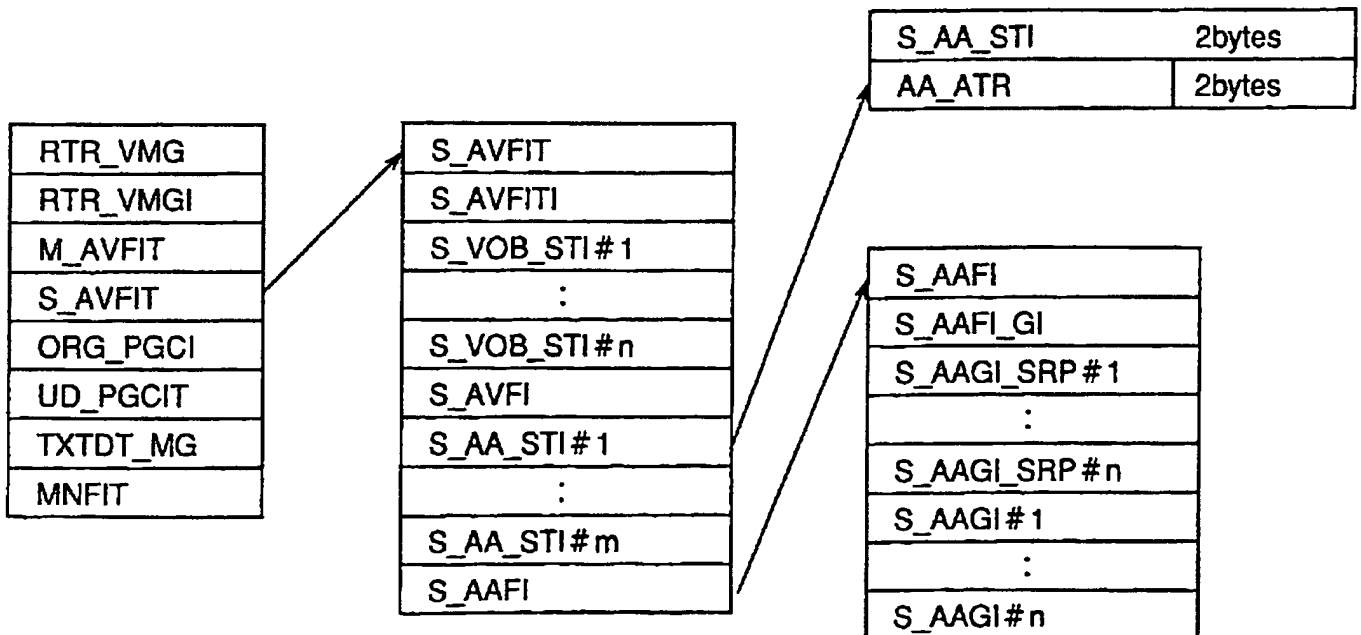 RTR_VMG
RTR_VMGI
M_AVFIT
S_AVFIT
ORG_PGCI
UD_PGCIT
TXTDT_MG
MNFIT
S_AVFIT
S_AVFITI
S_VOB_STI#1
:
S_VOB_STI#n
S_AVFI
S_AA_STI#1
:
S_AA_STI#m
S_AAFI
S_AA_STI 2bytes
AA_ATR 2bytes
S_AAFI
S_AAFI_GI
S_AAGI_SRP#1
:
S_AAGI_SRP#n
S_AAGI#1
:
S_AAGI#n